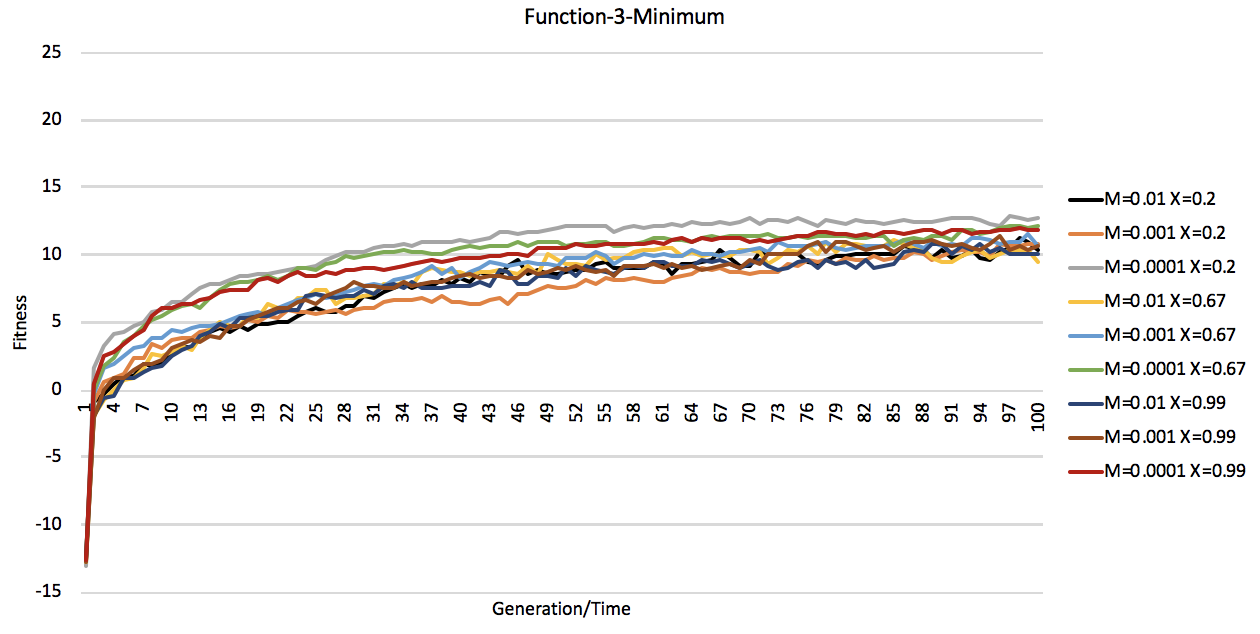 Function-3-Minimum
25
20
15
10
5
0
-5
-10
-15
Fitness
1 4 7 10 13 16 19 22 25 28 31 34 37 40 43 46 49 52 55 58 61 64 67 70 73 76 79 82 85 88 91 94 97 100
Generation/Time
M=0.01 X=0.2
M=0.001 X=0.2
M=0.0001 X=0.2
M=0.01 X=0.67
M=0.001 X=0.67
M=0.0001 X=0.67
M=0.01 X=0.99
M=0.001 X=0.99
M=0.0001 X=0.99